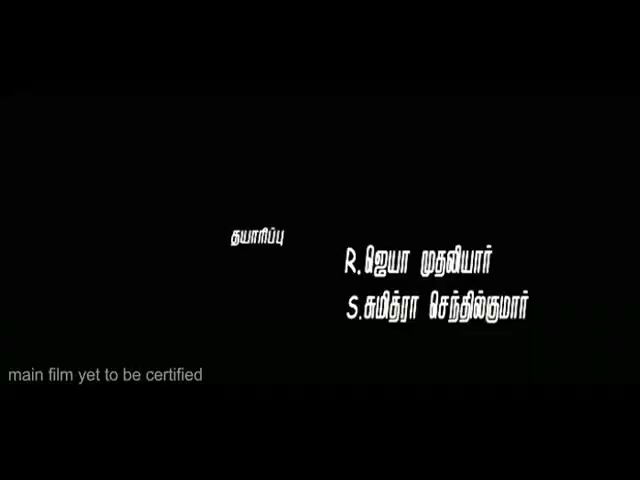 தயாரிப்பு
R.ஜெயா முதலியார்
S.சுமித்ரா செந்தில்குமார்
main film yet to be certified